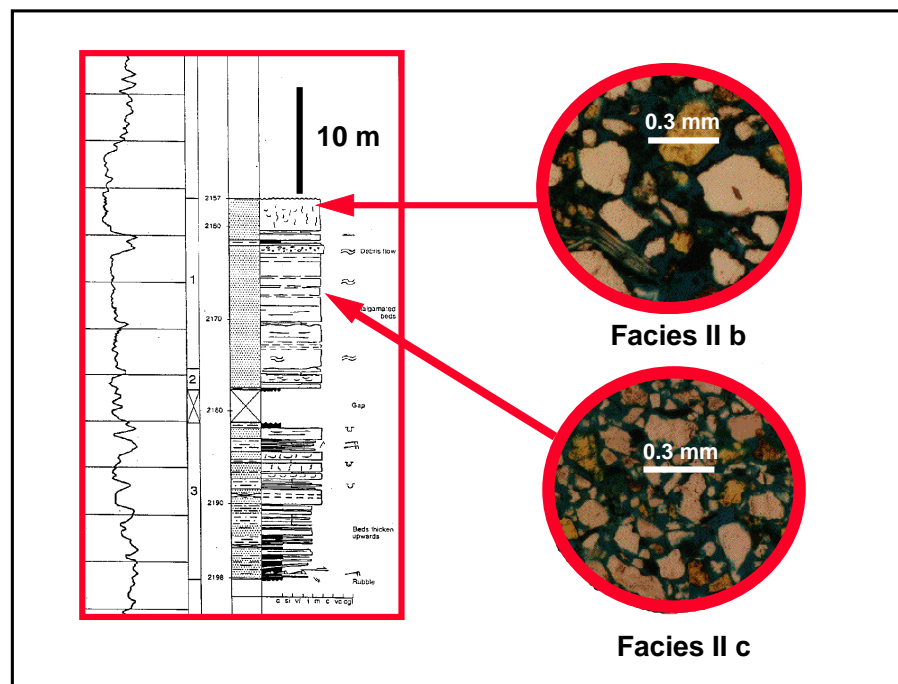 10 m
2157
2160
Debris flow
1
2170
beds
2
2180
Gap
3
2190
Beds thicken
upwards
2198
Rubble
0.3 mm
Facies II b
0.3 mm
Facies II c